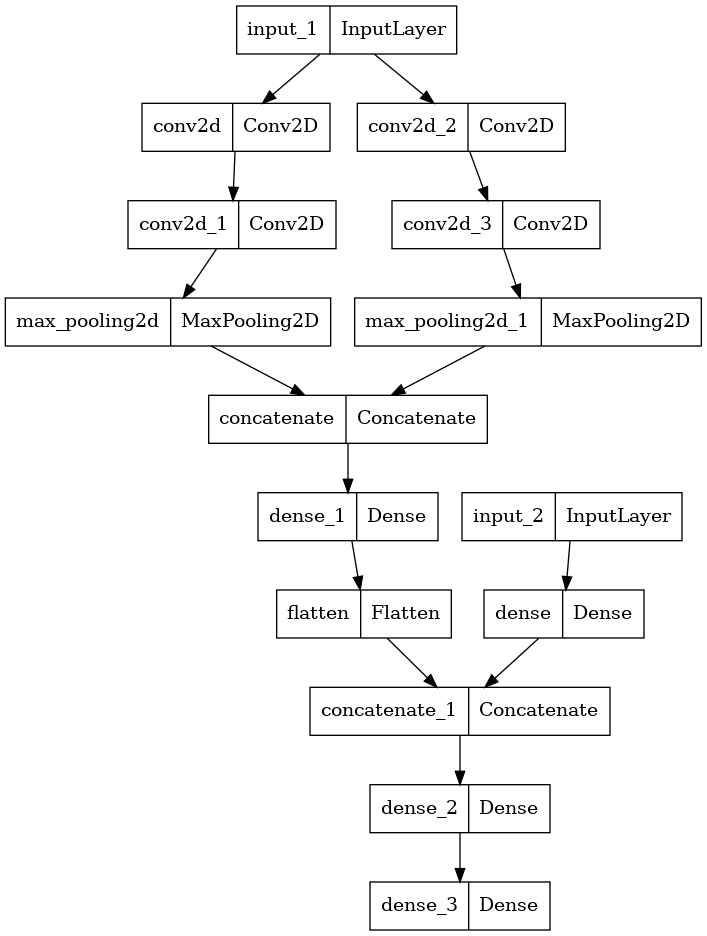 input_1 InputLayer
conv2d Conv2D conv2d_2 Conv2D
conv2d_1 Conv2D conv2d_3 Conv2D
max_pooling2d MaxPooling2D max_pooling2d_1 MaxPooling2D
concatenate Concatenate
dense_1 Dense input_2 InputLayer
flatten Flatten dense Dense
concatenate_1 Concatenate
dense_2 Dense
dense_3 Dense